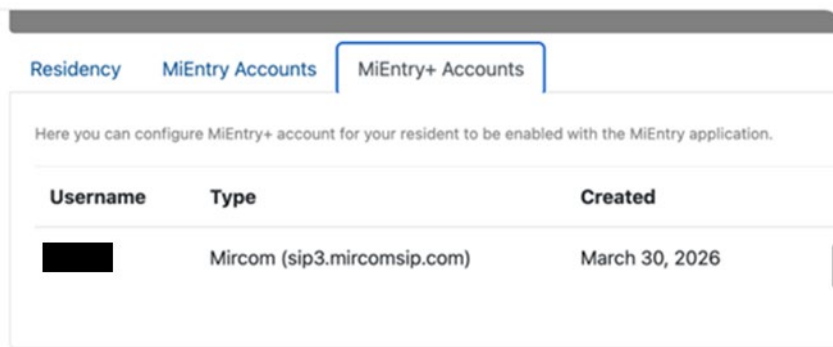 Residency MiEntry Accounts MiEntry+ Accounts
Here you can configure MiEntry+ account for your resident to be enabled with the MiEntry application.
Username Type Created
Mircom (sip3.mircomsip.com) March 30, 2026